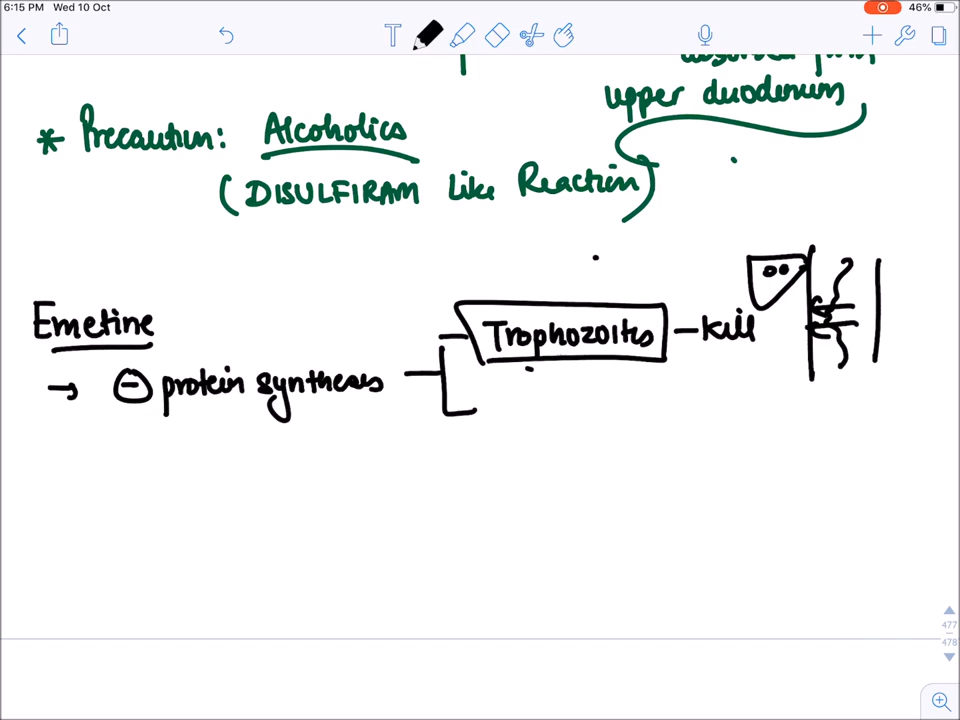 6:15 PM Wed 10 Oct
46%
T
upper duodenum
* Precaution: Alcoholics
(DISULFIRAM like Reaction)
Emetine
Trophozoites - Kill
→ ⊖ protein syntheses
477
478